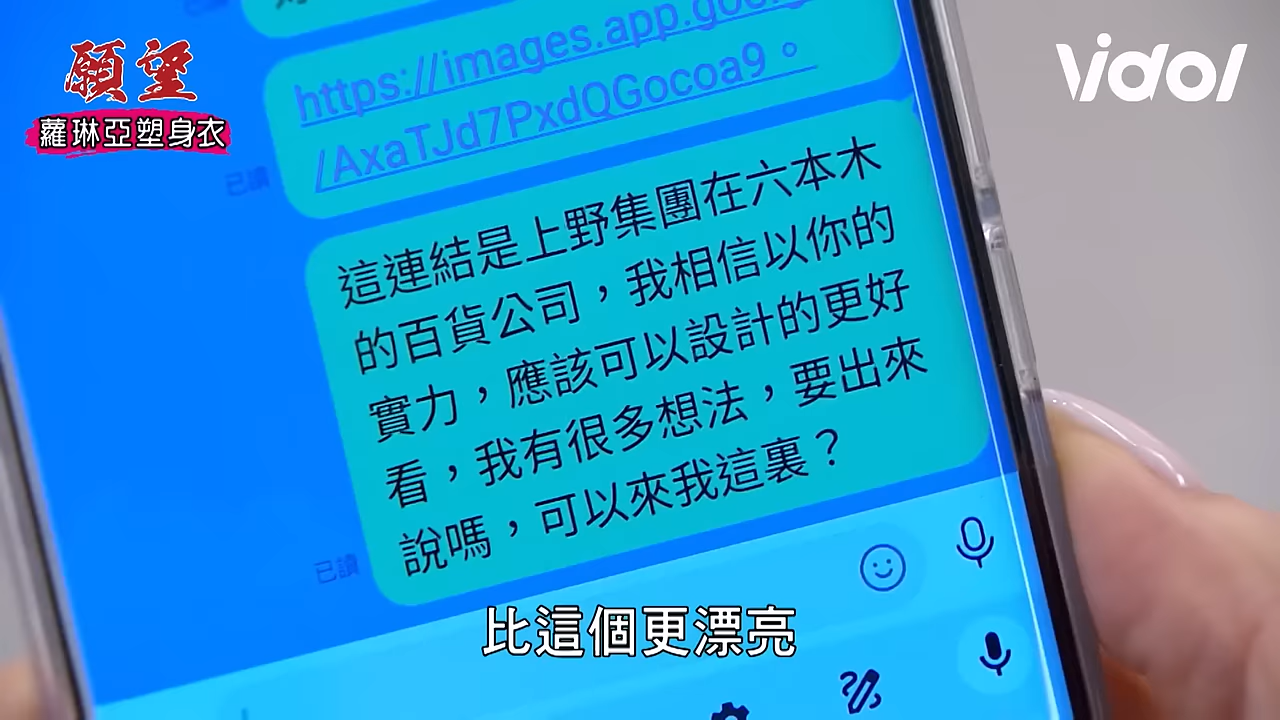 願望
蘿琳亞塑身衣
Vidol
https://images.app.goo.g
/AxaTJd7PxdQGocoa9。
已讀
這連結是上野集團在六本木
的百貨公司，我相信以你的
實力，應該可以設計的更好
看，我有很多想法，要出來
說嗎，可以來我這裏？
已讀
比這個更漂亮